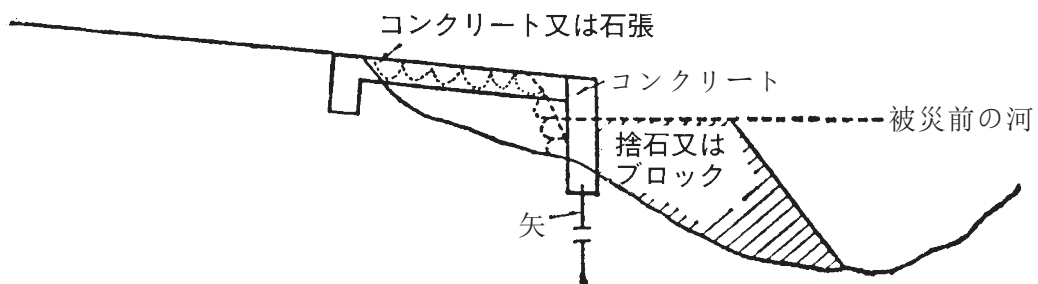 コンクリート又は石張
コンクリート
被災前の河
捨石又は
ブロック
矢